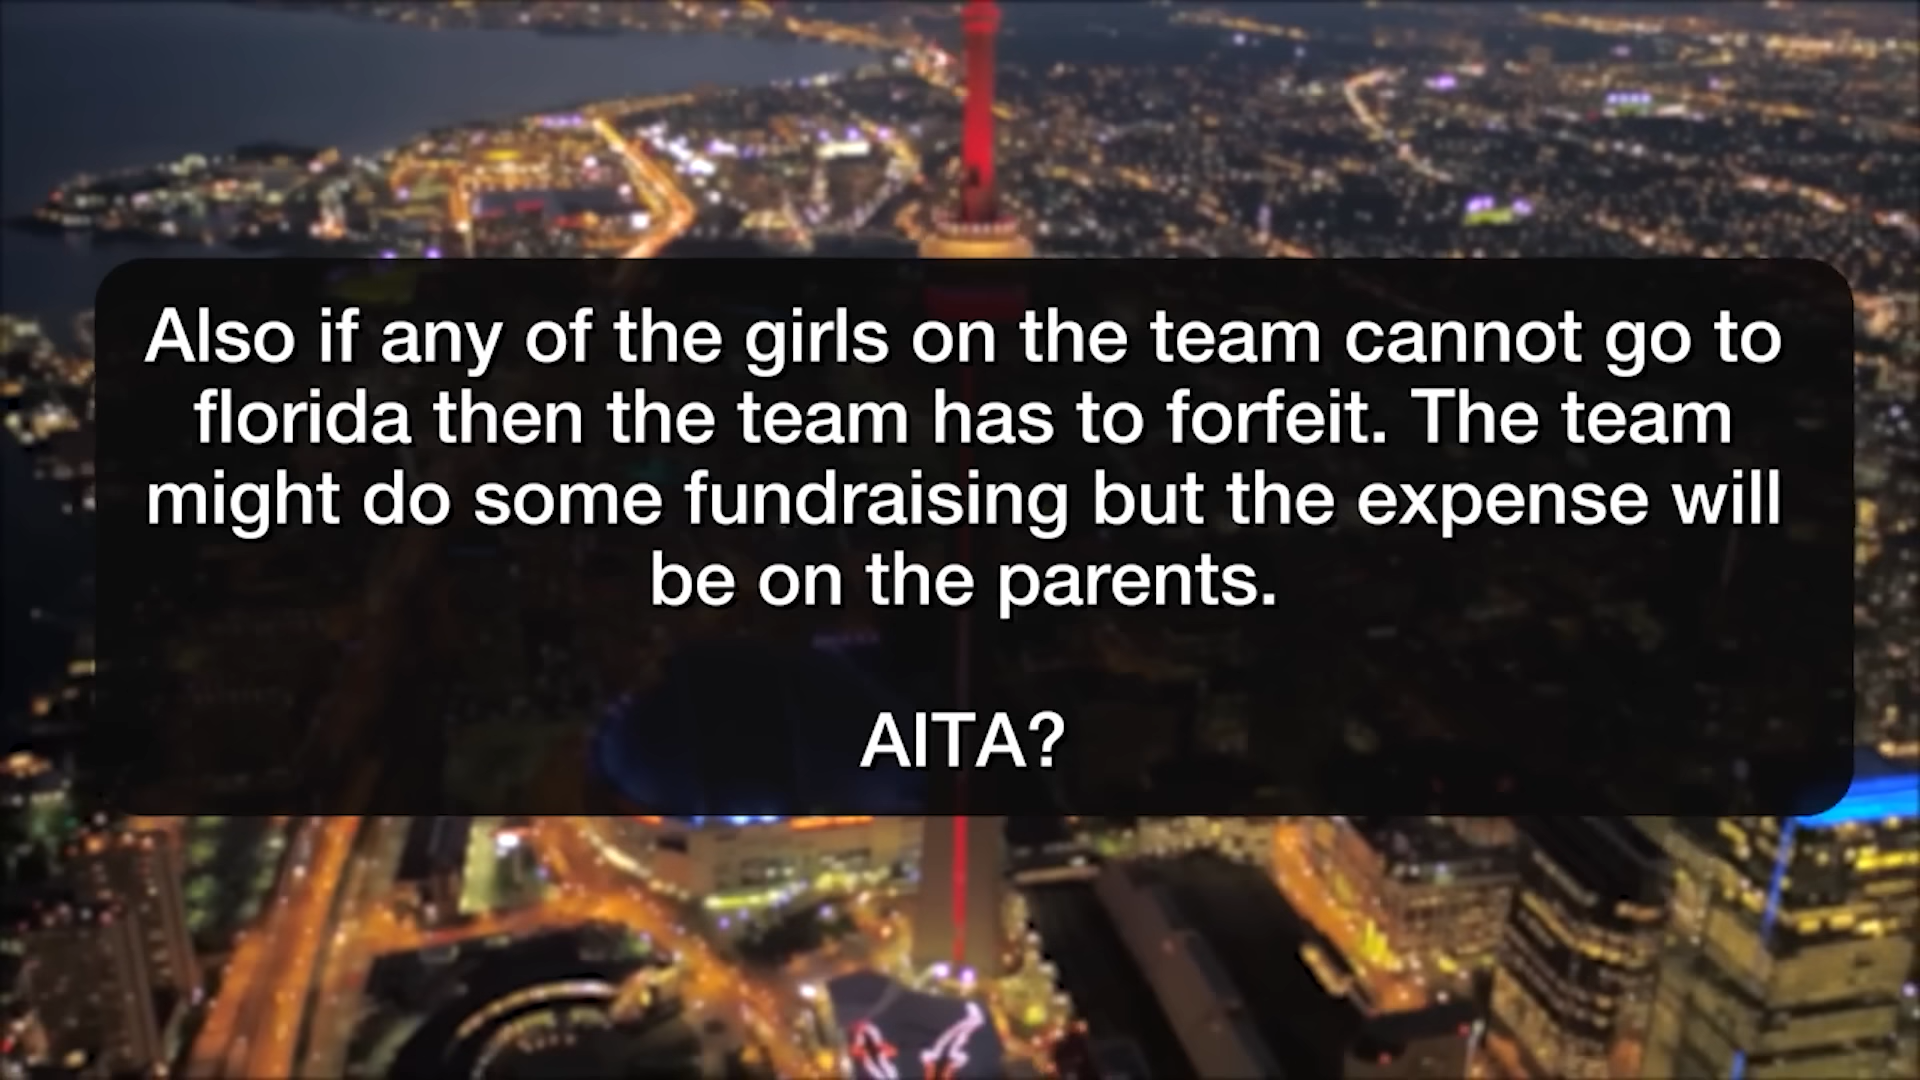 Also if any of the girls on the team cannot go to
florida then the team has to forfeit. The team
might do some fundraising but the expense will
be on the parents.
AITA?